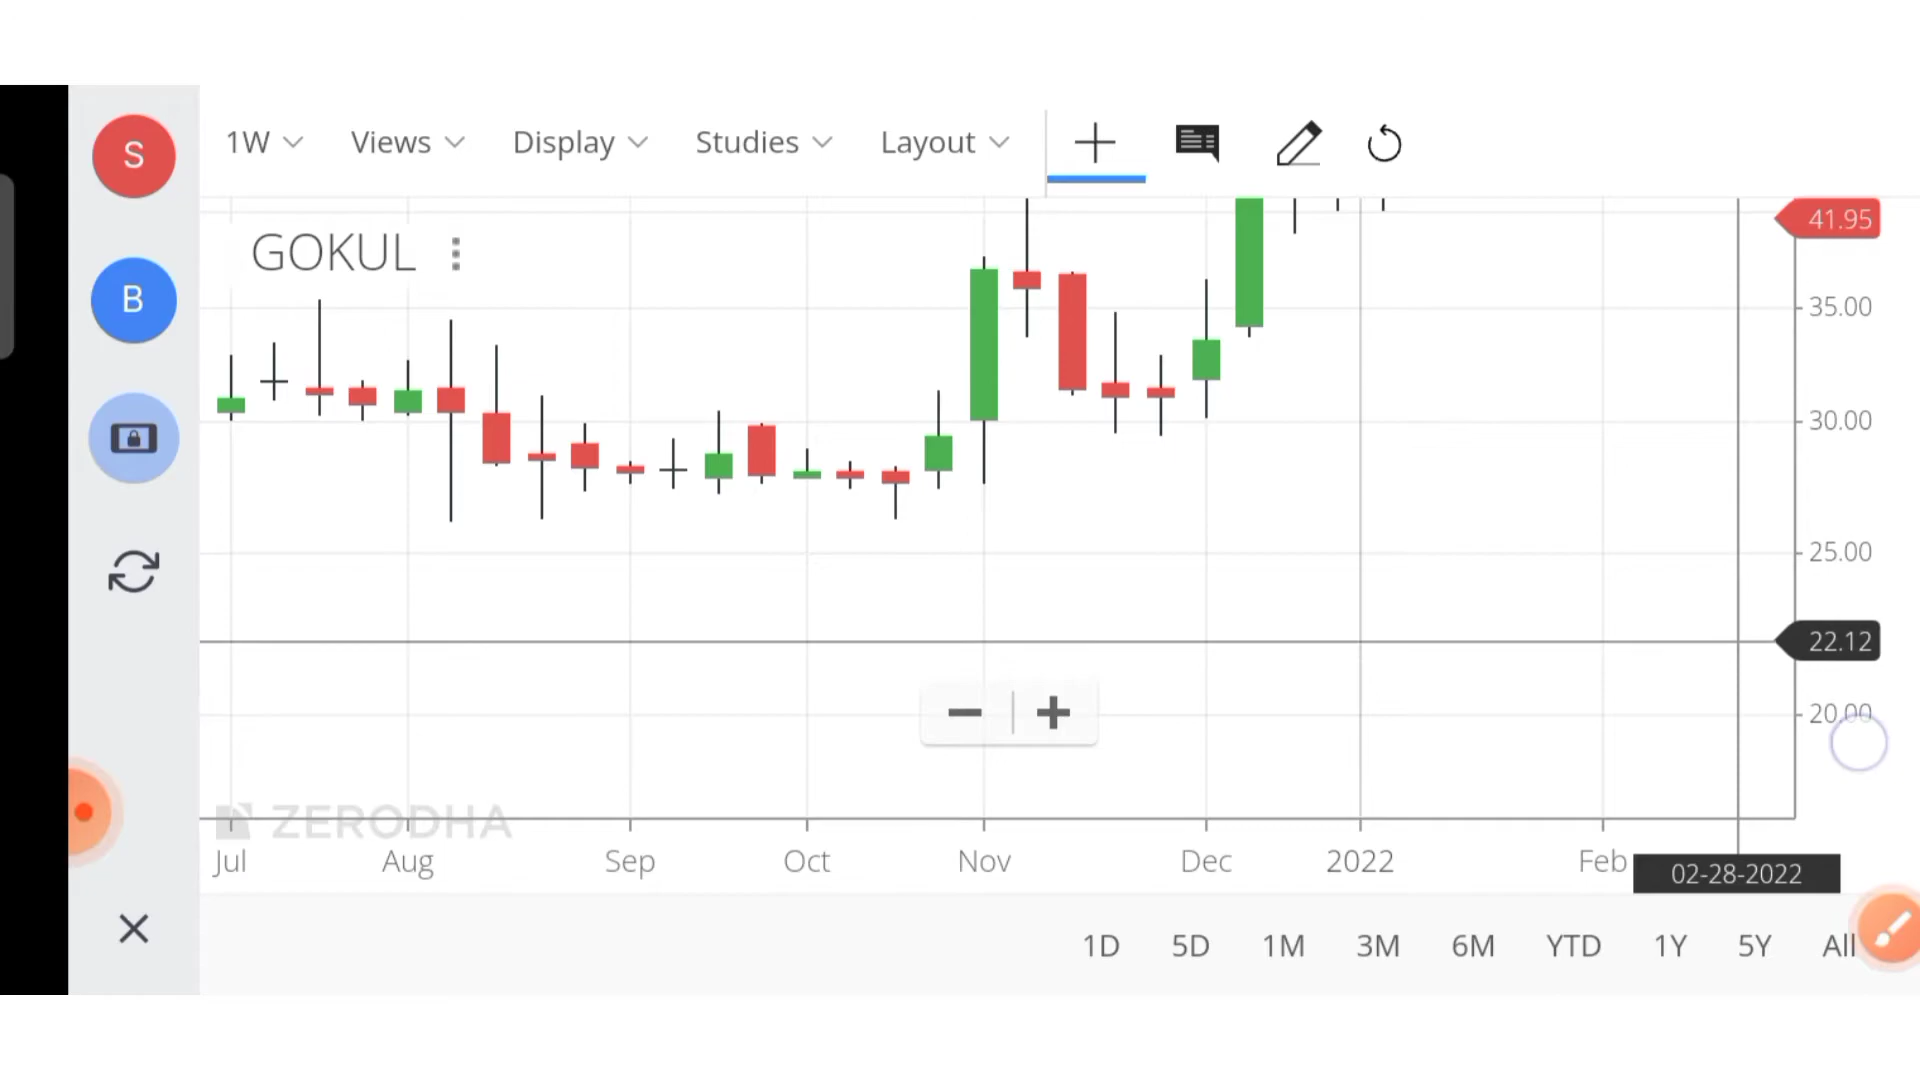 S
1W Views Display Studies Layout
GOKUL
41.95
B
35.00
30.00
25.00
22.12
20.00
ZERODHA
Jul Aug Sep Oct Nov Dec 2022 Feb 02-28-2022
1D 5D 1M 3M 6M YTD 1Y 5Y All